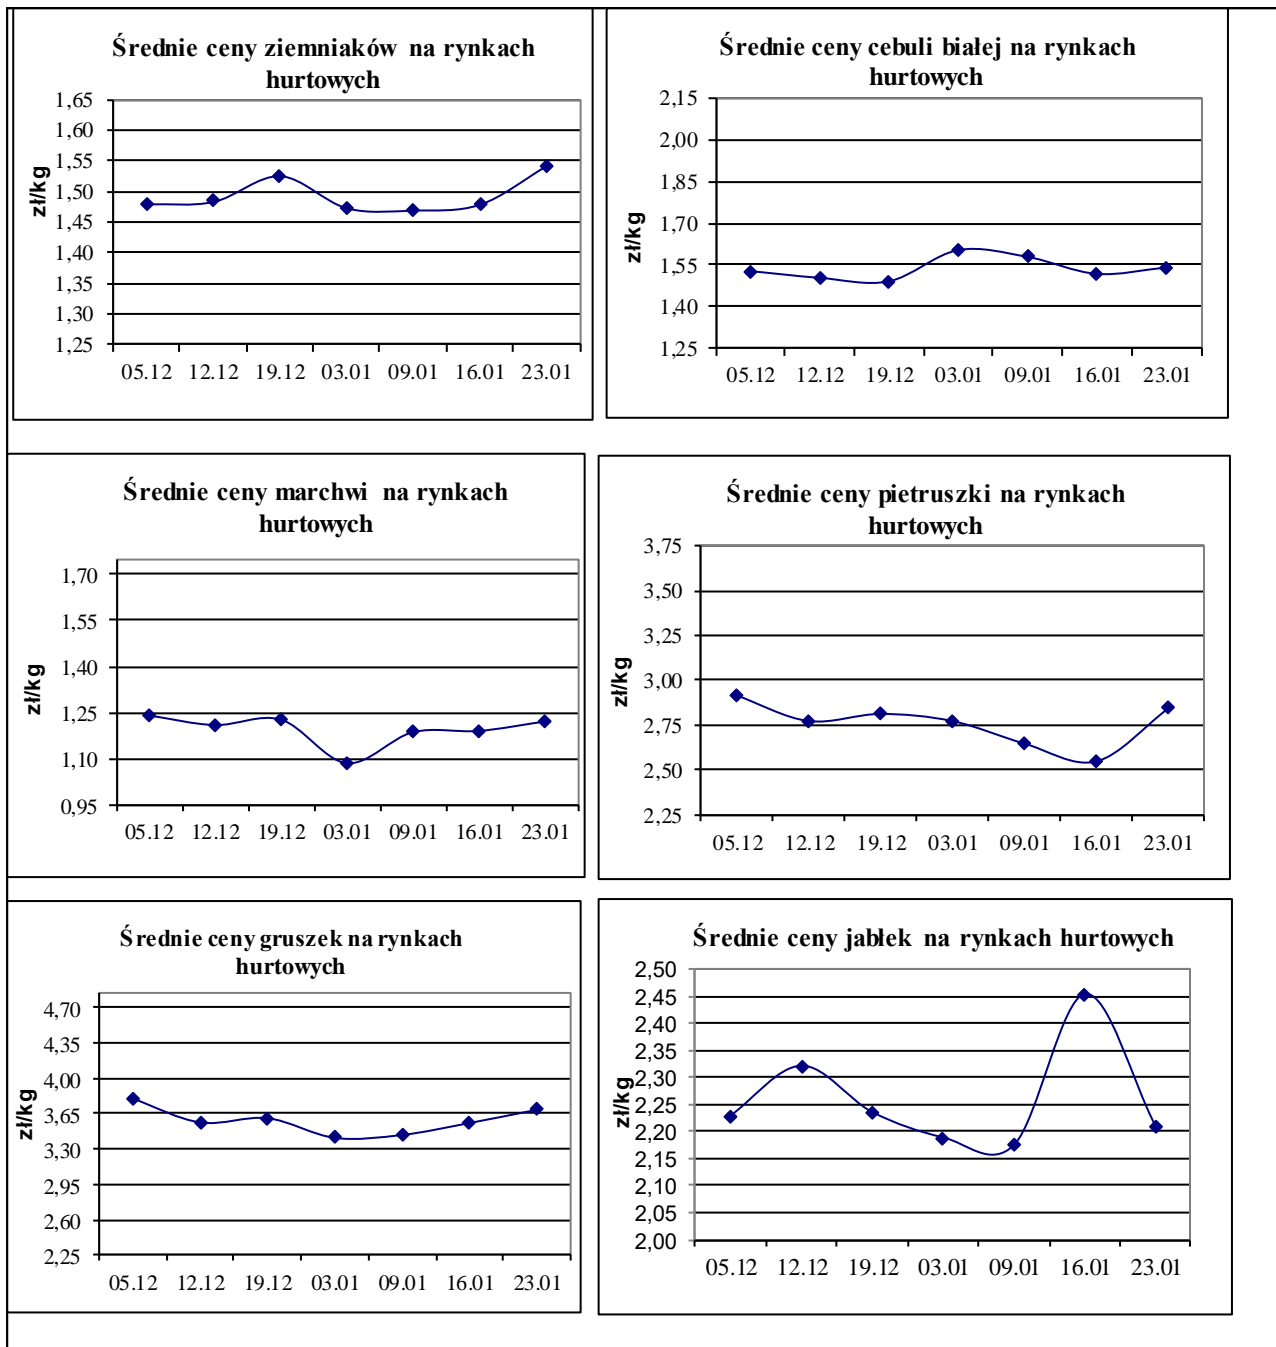 Średnie ceny ziemniaków na rynkach
hurtowych
zł/kg
1,65
1,60
1,55
1,50
1,45
1,40
1,35
1,30
1,25
05.12 12.12 19.12 03.01 09.01 16.01 23.01
Średnie ceny cebuli białej na rynkach
hurtowych
zł/kg
2,15
2,00
1,85
1,70
1,55
1,40
1,25
05.12 12.12 19.12 03.01 09.01 16.01 23.01
Średnie ceny marchwi na rynkach
hurtowych
zł/kg
1,70
1,55
1,40
1,25
1,10
0,95
05.12 12.12 19.12 03.01 09.01 16.01 23.01
Średnie ceny pietruszki na rynkach
hurtowych
zł/kg
3,75
3,50
3,25
3,00
2,75
2,50
2,25
05.12 12.12 19.12 03.01 09.01 16.01 23.01
Średnie ceny gruszek na rynkach
hurtowych
zł/kg
4,70
4,35
4,00
3,65
3,30
2,95
2,60
2,25
05.12 12.12 19.12 03.01 09.01 16.01 23.01
Średnie ceny jabłek na rynkach hurtowych
zł/kg
2,50
2,45
2,40
2,35
2,30
2,25
2,20
2,15
2,10
2,05
2,00
05.12 12.12 19.12 03.01 09.01 16.01 23.01